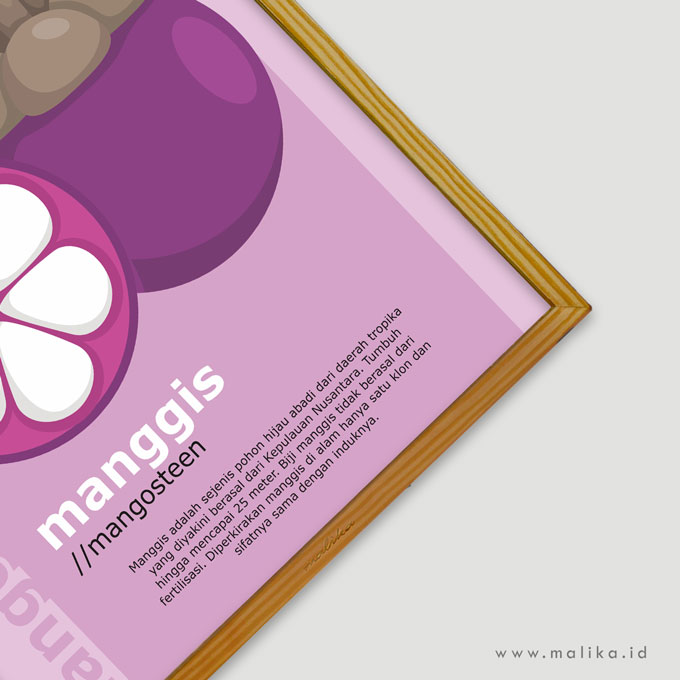 manggis
//mangosteen
Manggis adalah sejenis pohon hijau abadi dari daerah tropika
yang diyakini berasal dari Kepulauan Nusantara. Tumbuh
hingga mencapai 25 meter. Biji manggis tidak berasal dari
fertilisasi. Diperkirakan manggis di alam hanya satu klon dan
sifatnya sama dengan induknya.
malika
www.malika.id